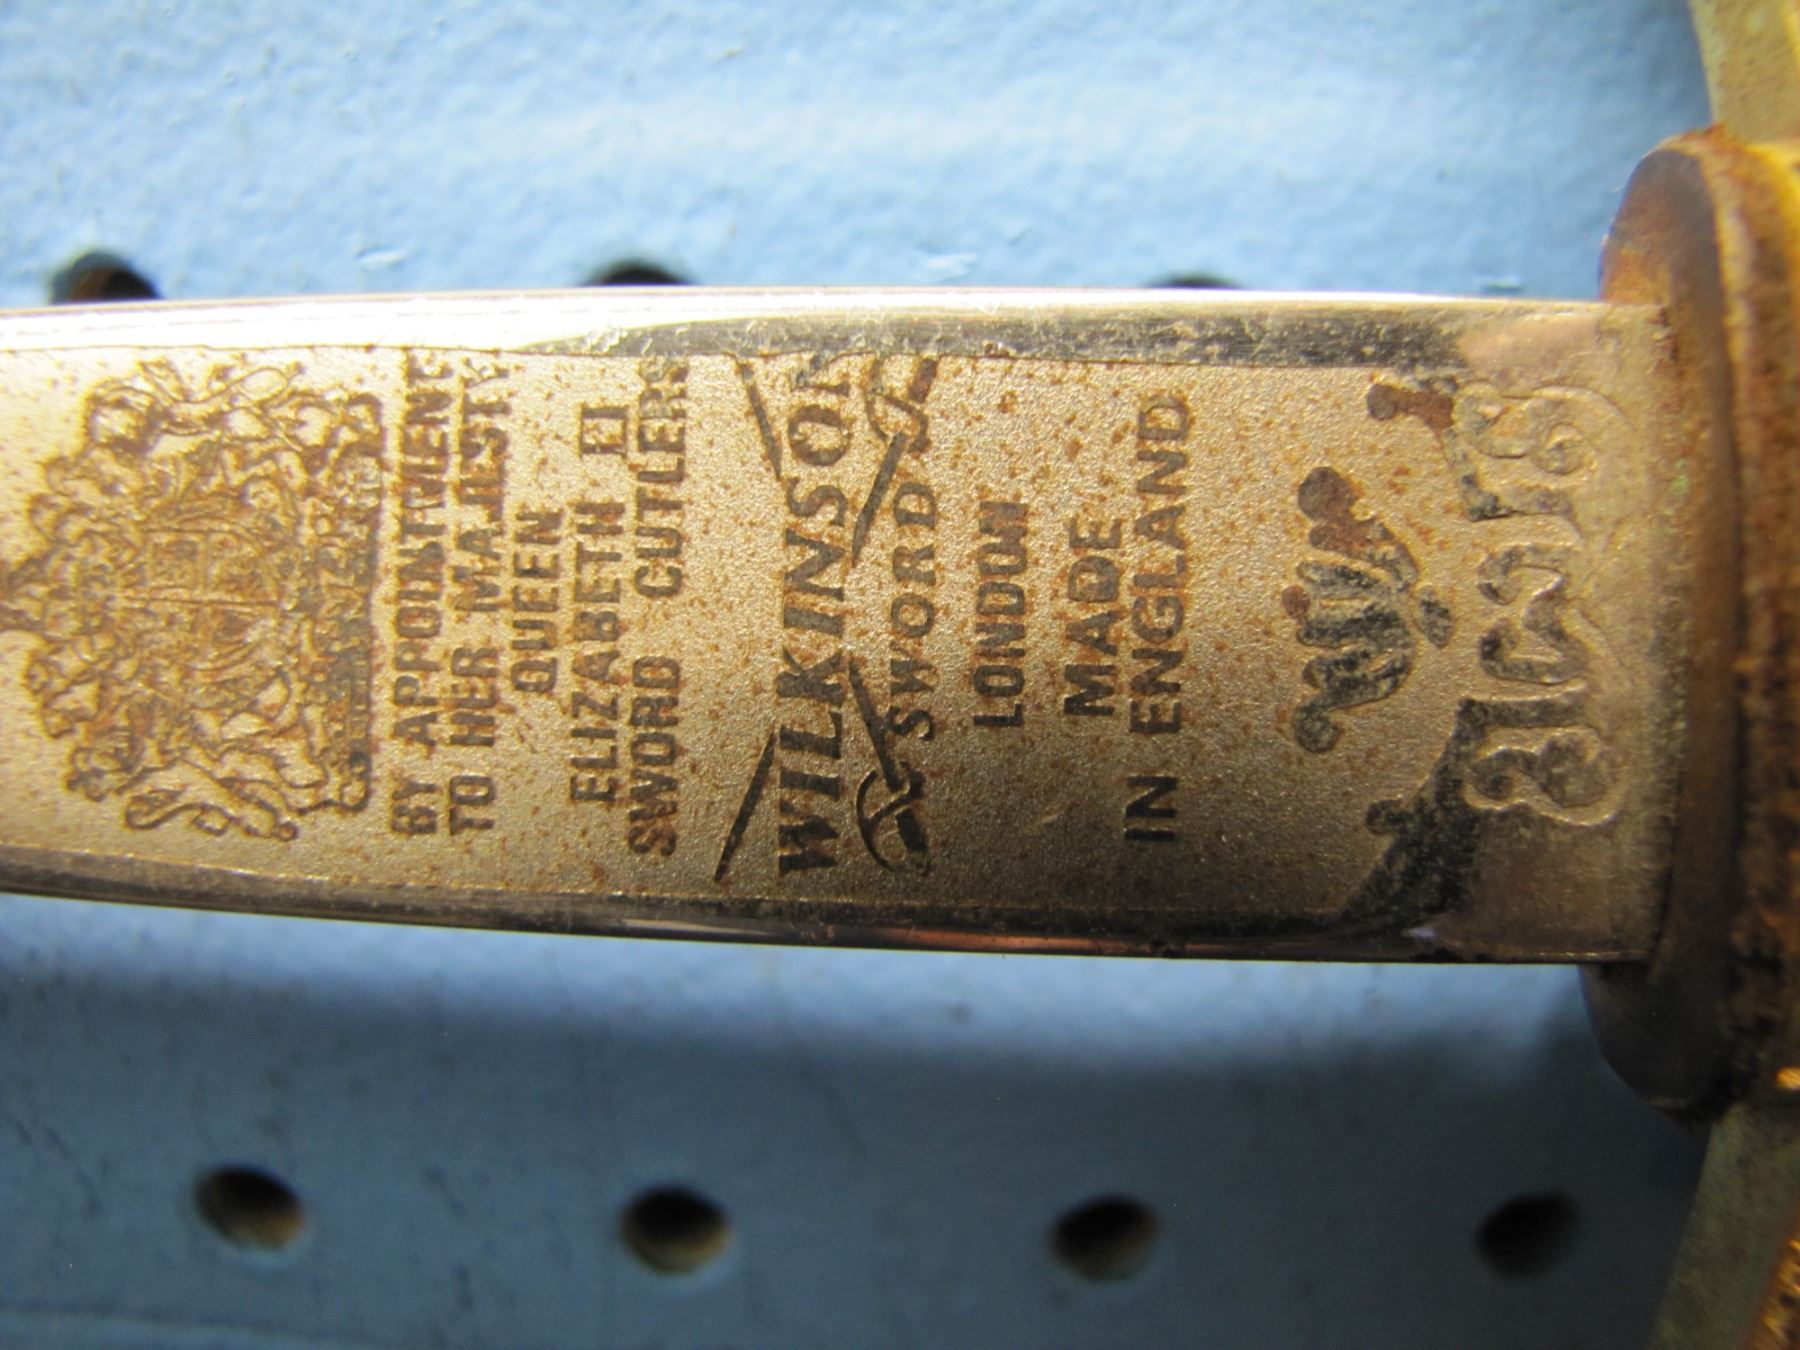 BY APPOINTMENT
TO HER MAJESTY
QUEEN
ELIZABETH II
SWORD CUTLERS
WILKINSON
SWORD
LONDON
MADE
IN ENGLAND